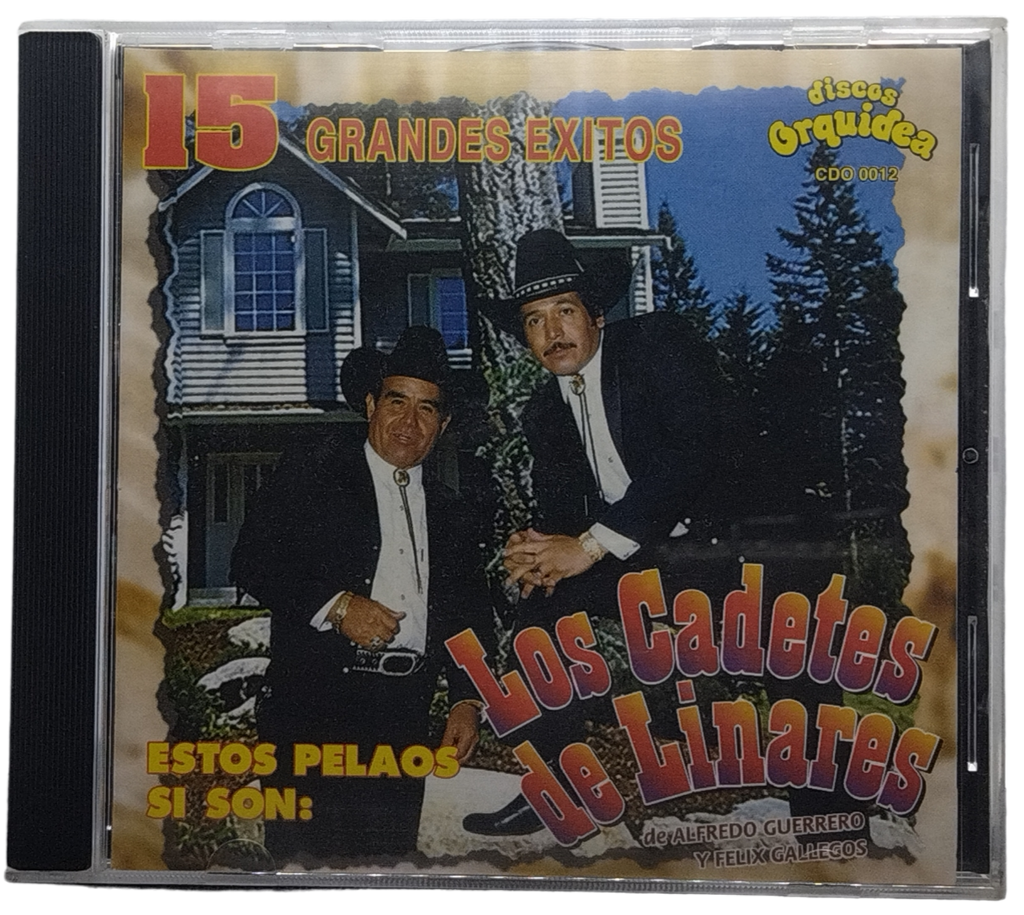 15 GRANDES EXITOS
discos
Orquidea
CDO 0012
Los Cadetes
de Linares
ESTOS PELAOS
SI SON:
de ALFREDO GUERRERO
Y FELIX GALLEGOS